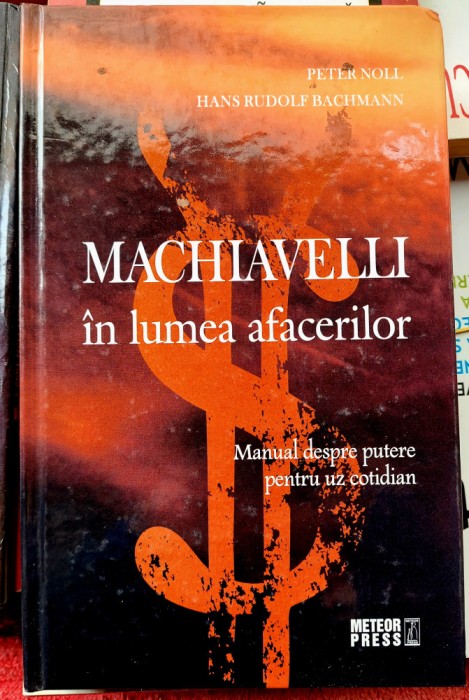 PETER NOLL
HANS RUDOLF BACHMANN
MACHIAVELLI
în lumea afacerilor
Manual despre putere
pentru uz cotidian
METEOR
PRESS